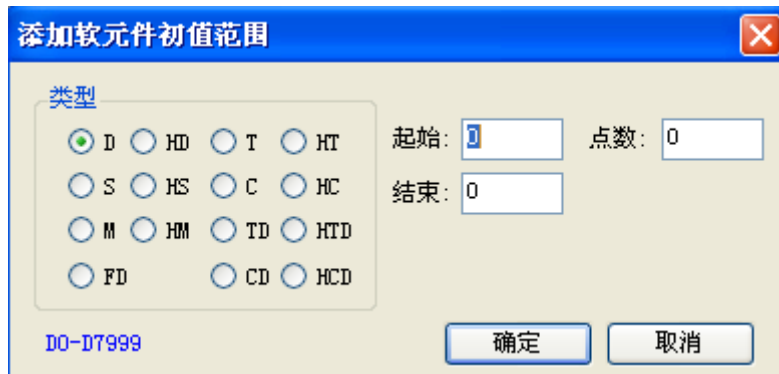 添加软元件初值范围
类型
D HD T HT
S HS C HC
M HM TD HTD
FD CD HCD
起始: 0 点数: 0
结束: 0
D0-D7999
确定 取消